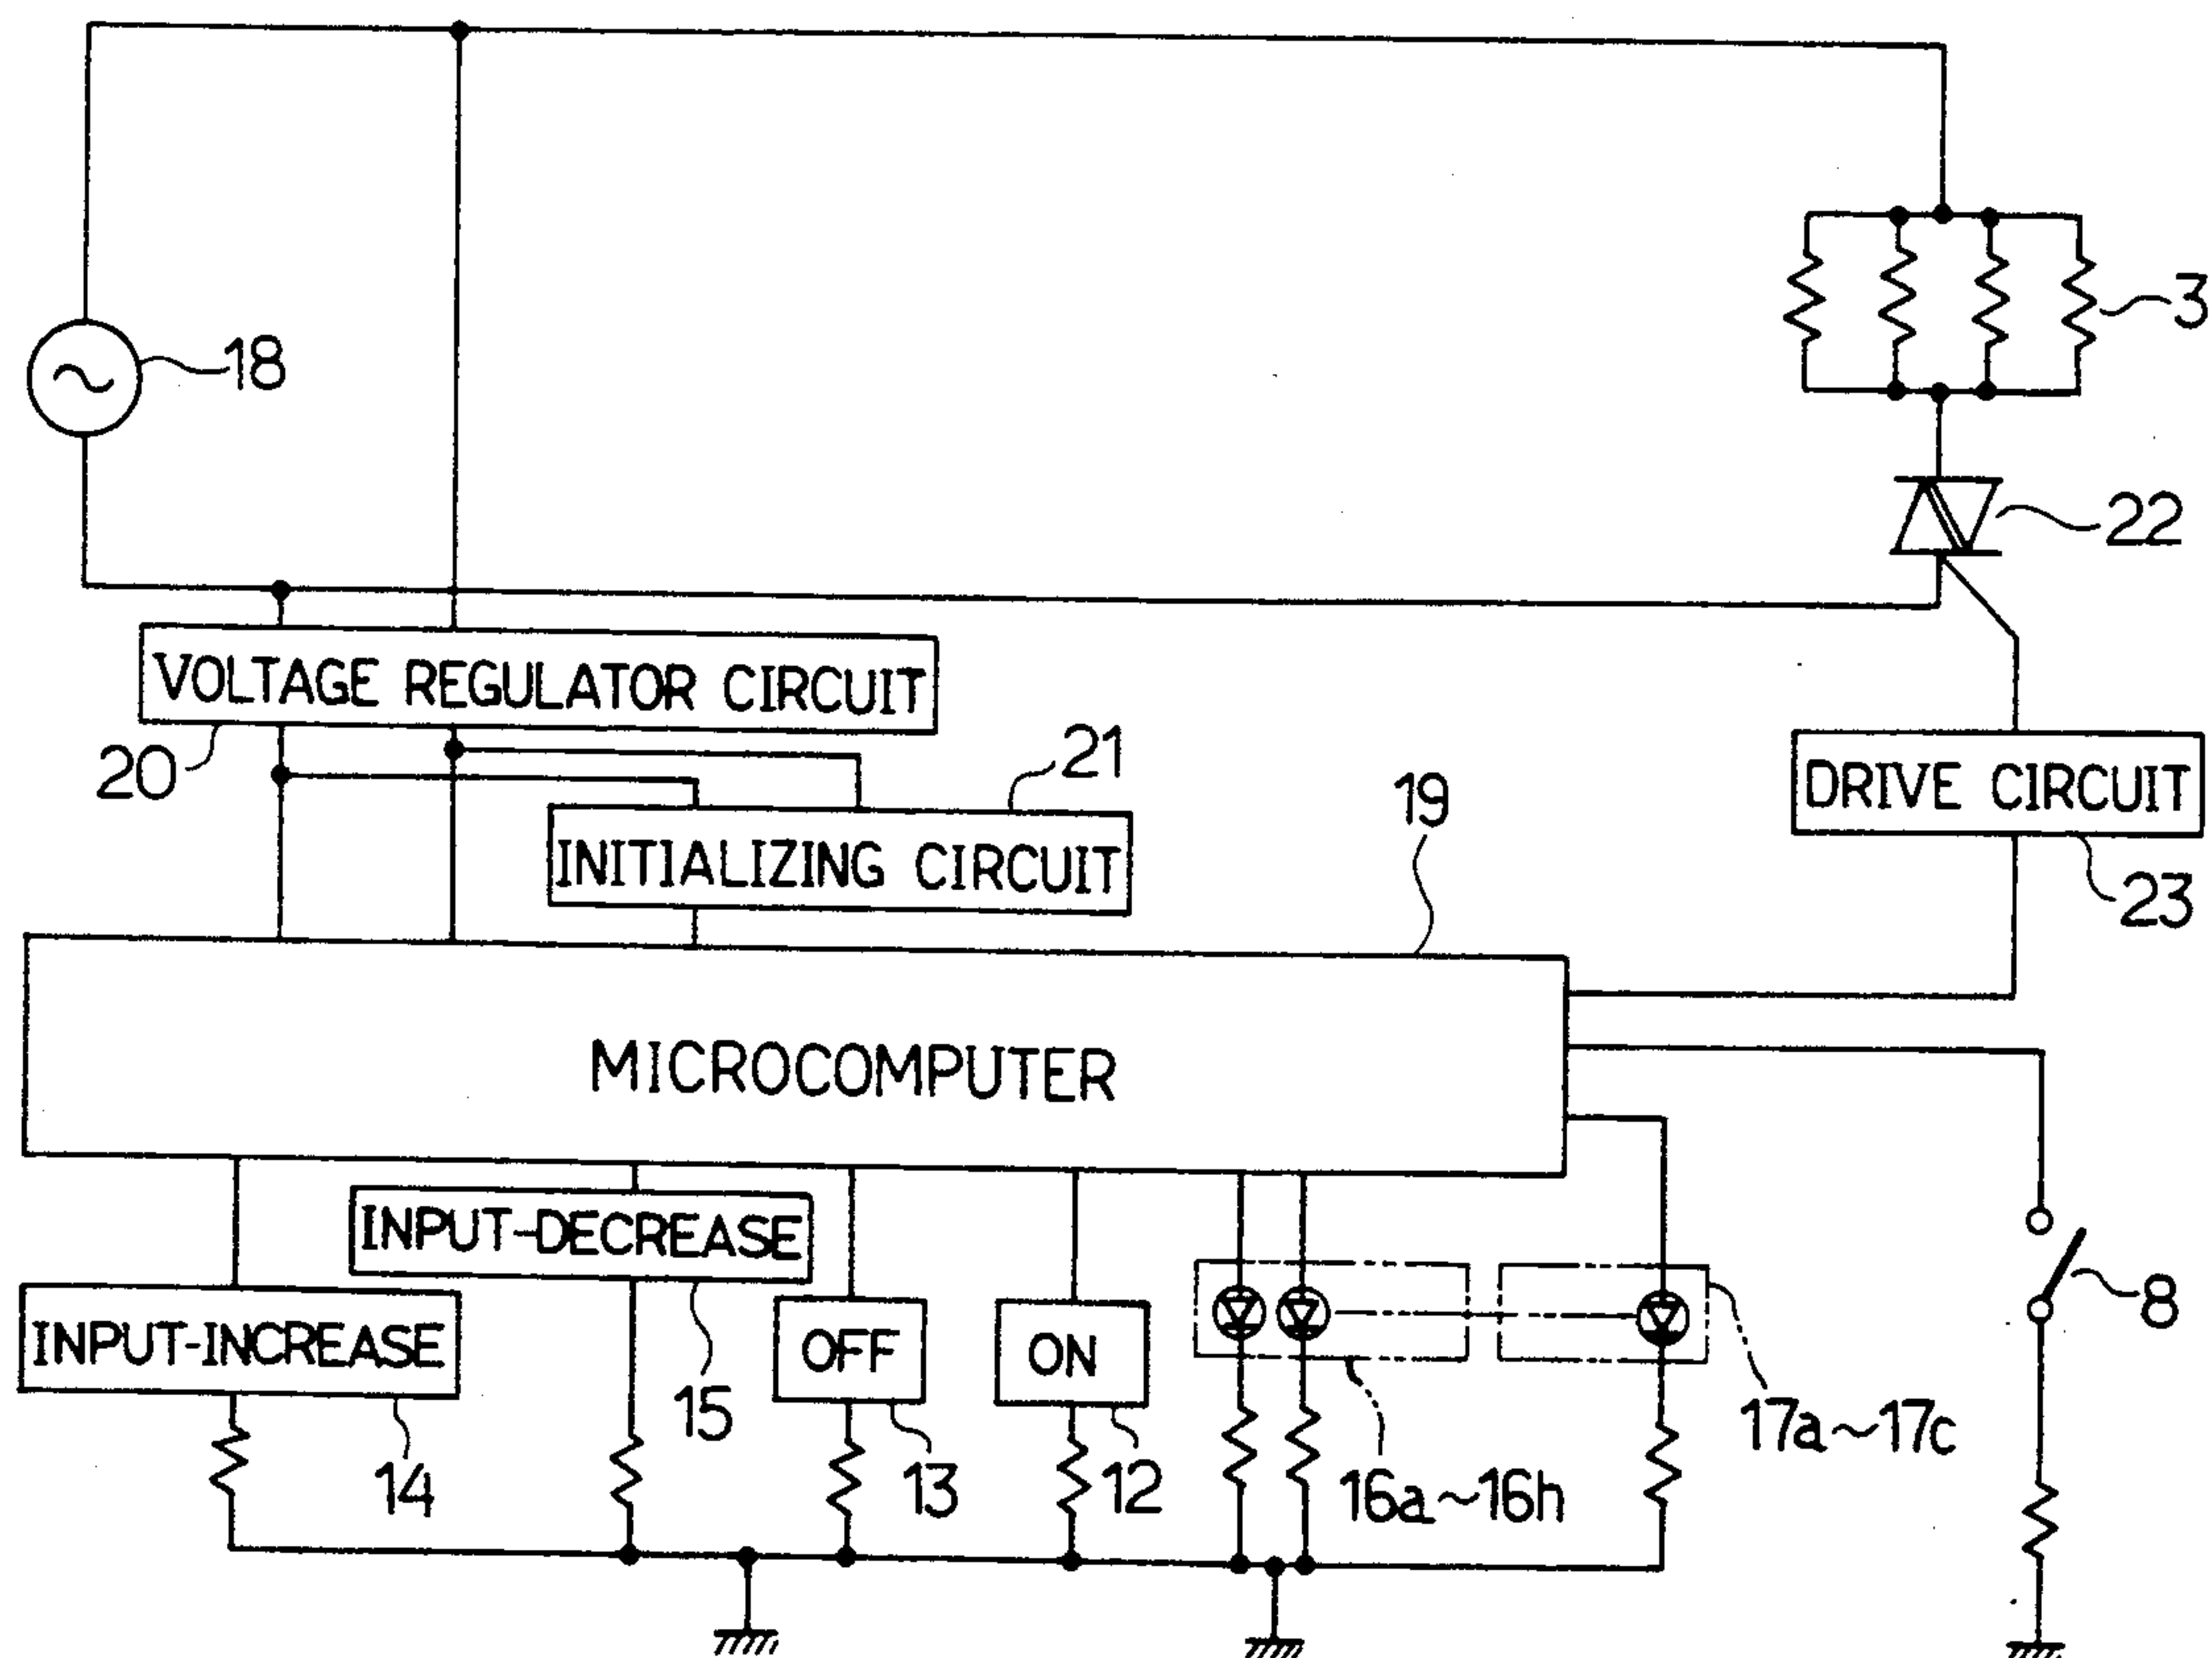 3
18
22
VOLTAGE REGULATOR CIRCUIT
20
21
19
DRIVE CIRCUIT
INITIALIZING CIRCUIT
23
MICROCOMPUTER
INPUT-DECREASE
8
INPUT-INCREASE
OFF
ON
15
17a~17c
14
13
12
16a~16h